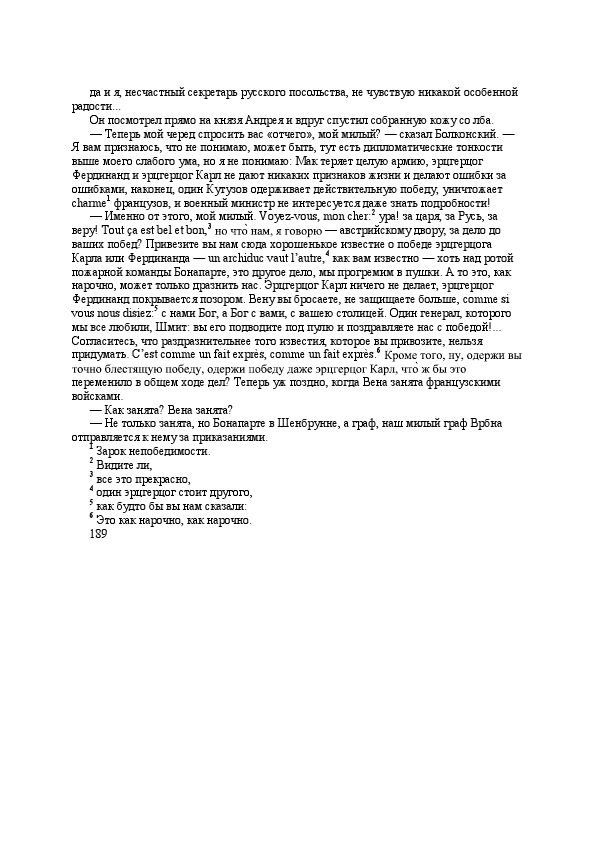 да и я, несчастный секретарь русского посольства, не чувствую никакой особенной
радости...
Он посмотрел прямо на князя Андрея и вдруг спустил собранную кожу со лба.
— Теперь мой черед спросить вас «отчего», мой милый? — сказал Болконский. —
Я вам признаюсь, что не понимаю, может быть, тут есть дипломатические тонкости
выше моего слабого ума, но я не понимаю: Мак теряет целую армию, эрцгерцог
Фердинанд и эрцгерцог Карл не дают никаких признаков жизни и делают ошибки за
ошибками, наконец, один Кутузов одерживает действительную победу, уничтожает
charme¹ французов, и военный министр не интересуется даже знать подробности!
— Именно от этого, мой милый. Voyez-vous, mon cher:² ура! за царя, за Русь, за
веру! Tout ça est bel et bon,³ но что̀ нам, я говорю — австрийскому двору, за дело до
ваших побед? Привезите вы нам сюда хорошенькое известие о победе эрцгерцога
Карла или Фердинанда — un archiduc vaut l’autre,⁴ как вам известно — хоть над ротой
пожарной команды Бонапарте, это другое дело, мы прогремим в пушки. А то это, как
нарочно, может только дразнить нас. Эрцгерцог Карл ничего не делает, эрцгерцог
Фердинанд покрывается позором. Вену вы бросаете, не защищаете больше, comme si
vous nous disiez:⁵ с нами Бог, а Бог с вами, с вашею столицей. Один генерал, которого
мы все любили, Шмит: вы его подводите под пулю и поздравляете нас с победой!...
Согласитесь, что раздразнительнее того известия, которое вы привозите, нельзя
придумать. C’est comme un fait exprès, comme un fait exprès.⁶ Кроме того, ну, одержи вы
точно блестящую победу, одержи победу даже эрцгерцог Карл, что̀ ж бы это
переменило в общем ходе дел? Теперь уж поздно, когда Вена занята французскими
войсками.
— Как занята? Вена занята?
— Не только занята, но Бонапарте в Шенбрунне, а граф, наш милый граф Врбна
отправляется к нему за приказаниями.
¹ Зарок непобедимости.
² Видите ли,
³ все это прекрасно,
⁴ один эрцгерцог стоит другого,
⁵ как будто бы вы нам сказали:
⁶ Это как нарочно, как нарочно.
189